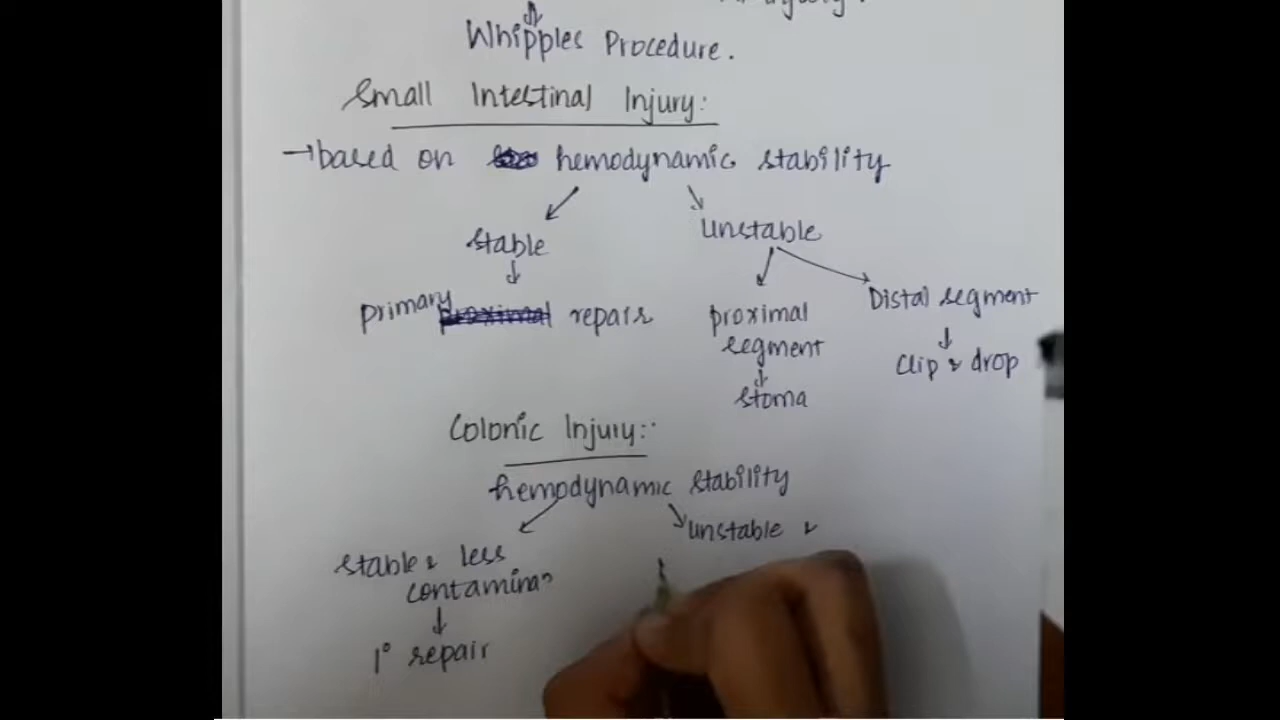 Whipples Procedure.
Small Intestinal Injury:
→based on hemodynamic stability
stable
unstable
primary repair
proximal
segment
stoma
Distal segment
clip & drop
Colonic Injury:
hemodynamic stability
stable & less
contamina?
1° repair
unstable &